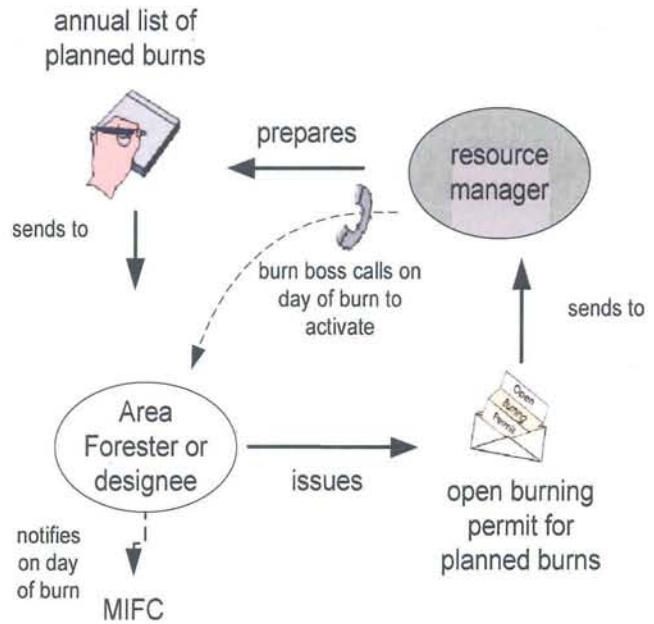 annual list of
planned burns
prepares
resource
manager
sends to
burn boss calls on
day of burn to
activate
sends to
Open
Burning
Permit
Area
Forester or
designee
issues
open burning
permit for
planned burns
notifies
on day
of burn
MIFC